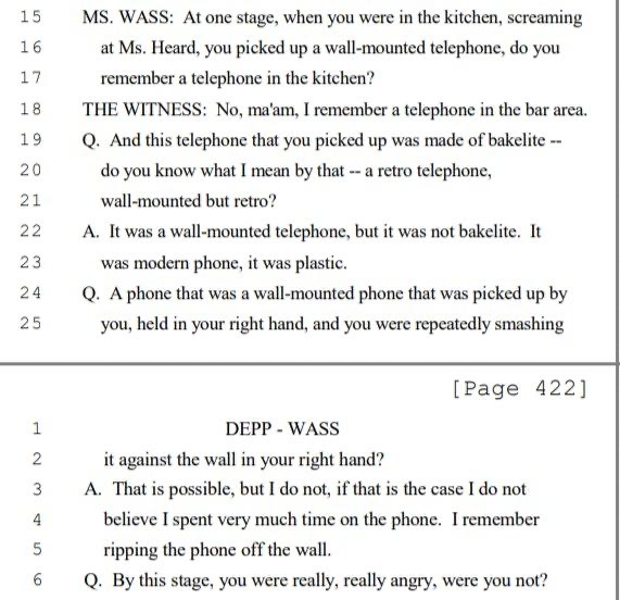 15 MS. WASS: At one stage, when you were in the kitchen, screaming
16 at Ms. Heard, you picked up a wall-mounted telephone, do you
17 remember a telephone in the kitchen?
18 THE WITNESS: No, ma'am, I remember a telephone in the bar area.
19 Q. And this telephone that you picked up was made of bakelite --
20 do you know what I mean by that -- a retro telephone,
21 wall-mounted but retro?
22 A. It was a wall-mounted telephone, but it was not bakelite. It
23 was modern phone, it was plastic.
24 Q. A phone that was a wall-mounted phone that was picked up by
25 you, held in your right hand, and you were repeatedly smashing
[Page 422]
1 DEPP - WASS
2 it against the wall in your right hand?
3 A. That is possible, but I do not, if that is the case I do not
4 believe I spent very much time on the phone. I remember
5 ripping the phone off the wall.
6 Q. By this stage, you were really, really angry, were you not?